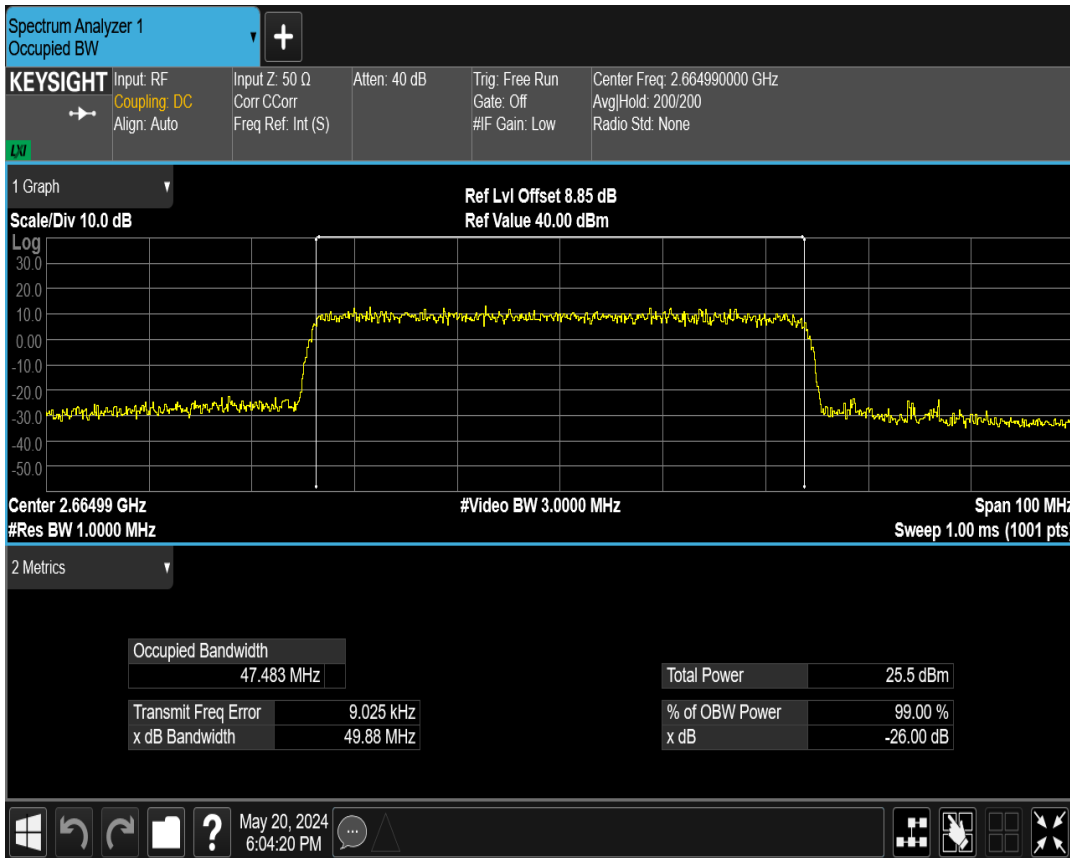 Spectrum Analyzer 1
Occupied BW
KEYSIGHT
LXI
Input: RF
Coupling: DC
Align: Auto
Input Z: 50 Ω
Corr CCorr
Freq Ref: Int (S)
Atten: 40 dB
Trig: Free Run
Gate: Off
#IF Gain: Low
Center Freq: 2.664990000 GHz
Avg|Hold: 200/200
Radio Std: None
1 Graph
Scale/Div 10.0 dB
Ref Lvl Offset 8.85 dB
Ref Value 40.00 dBm
Log
30.0
20.0
10.0
0.00
-10.0
-20.0
-30.0
-40.0
-50.0
Center 2.66499 GHz
#Video BW 3.0000 MHz
Span 100 MHz
#Res BW 1.0000 MHz
Sweep 1.00 ms (1001 pts)
2 Metrics
Occupied Bandwidth
47.483 MHz
Transmit Freq Error 9.025 kHz
x dB Bandwidth 49.88 MHz
Total Power 25.5 dBm
% of OBW Power 99.00 %
x dB -26.00 dB
?
May 20, 2024
6:04:20 PM